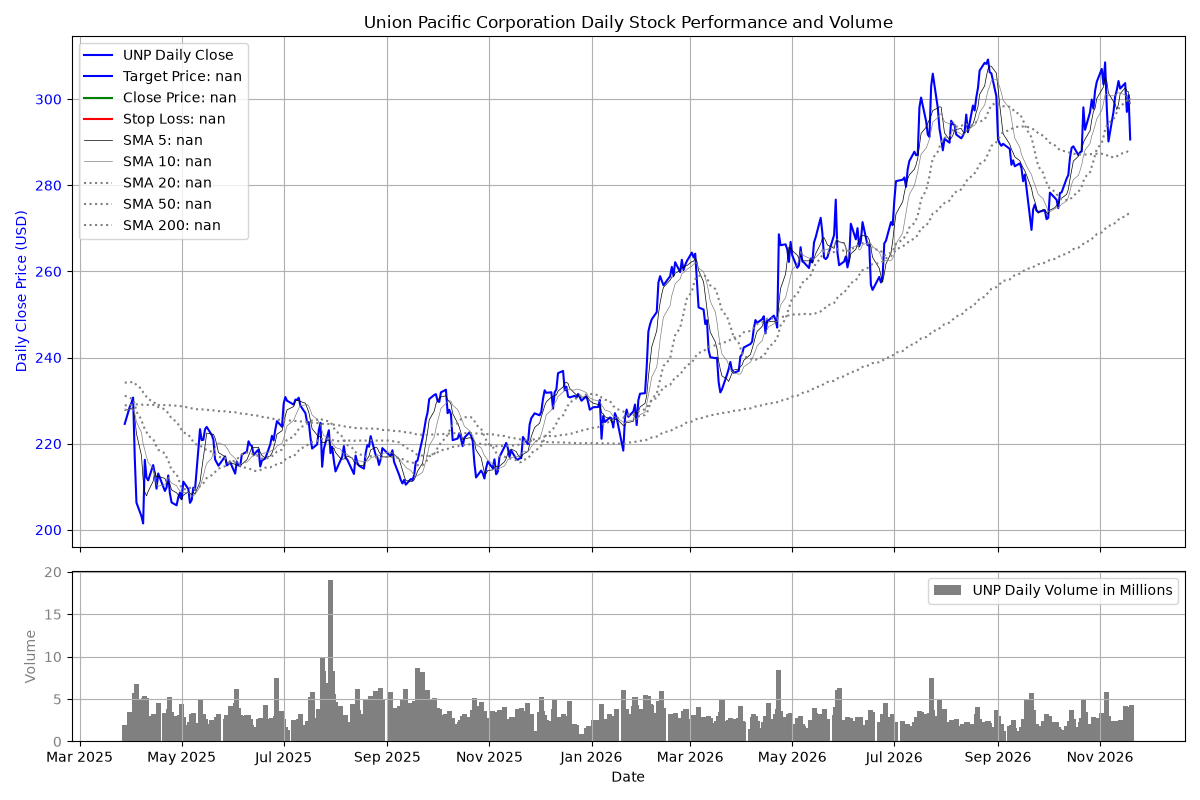 Union Pacific Corporation Daily Stock Performance and Volume
UNP Daily Close
Target Price: nan
Close Price: nan
Stop Loss: nan
SMA 5: nan
SMA 10: nan
SMA 20: nan
SMA 50: nan
SMA 200: nan
Daily Close Price (USD)
300
280
260
240
220
200
UNP Daily Volume in Millions
Volume
20
15
10
5
0
Mar 2025 May 2025 Jul 2025 Sep 2025 Nov 2025 Jan 2026 Mar 2026 May 2026 Jul 2026 Sep 2026 Nov 2026
Date